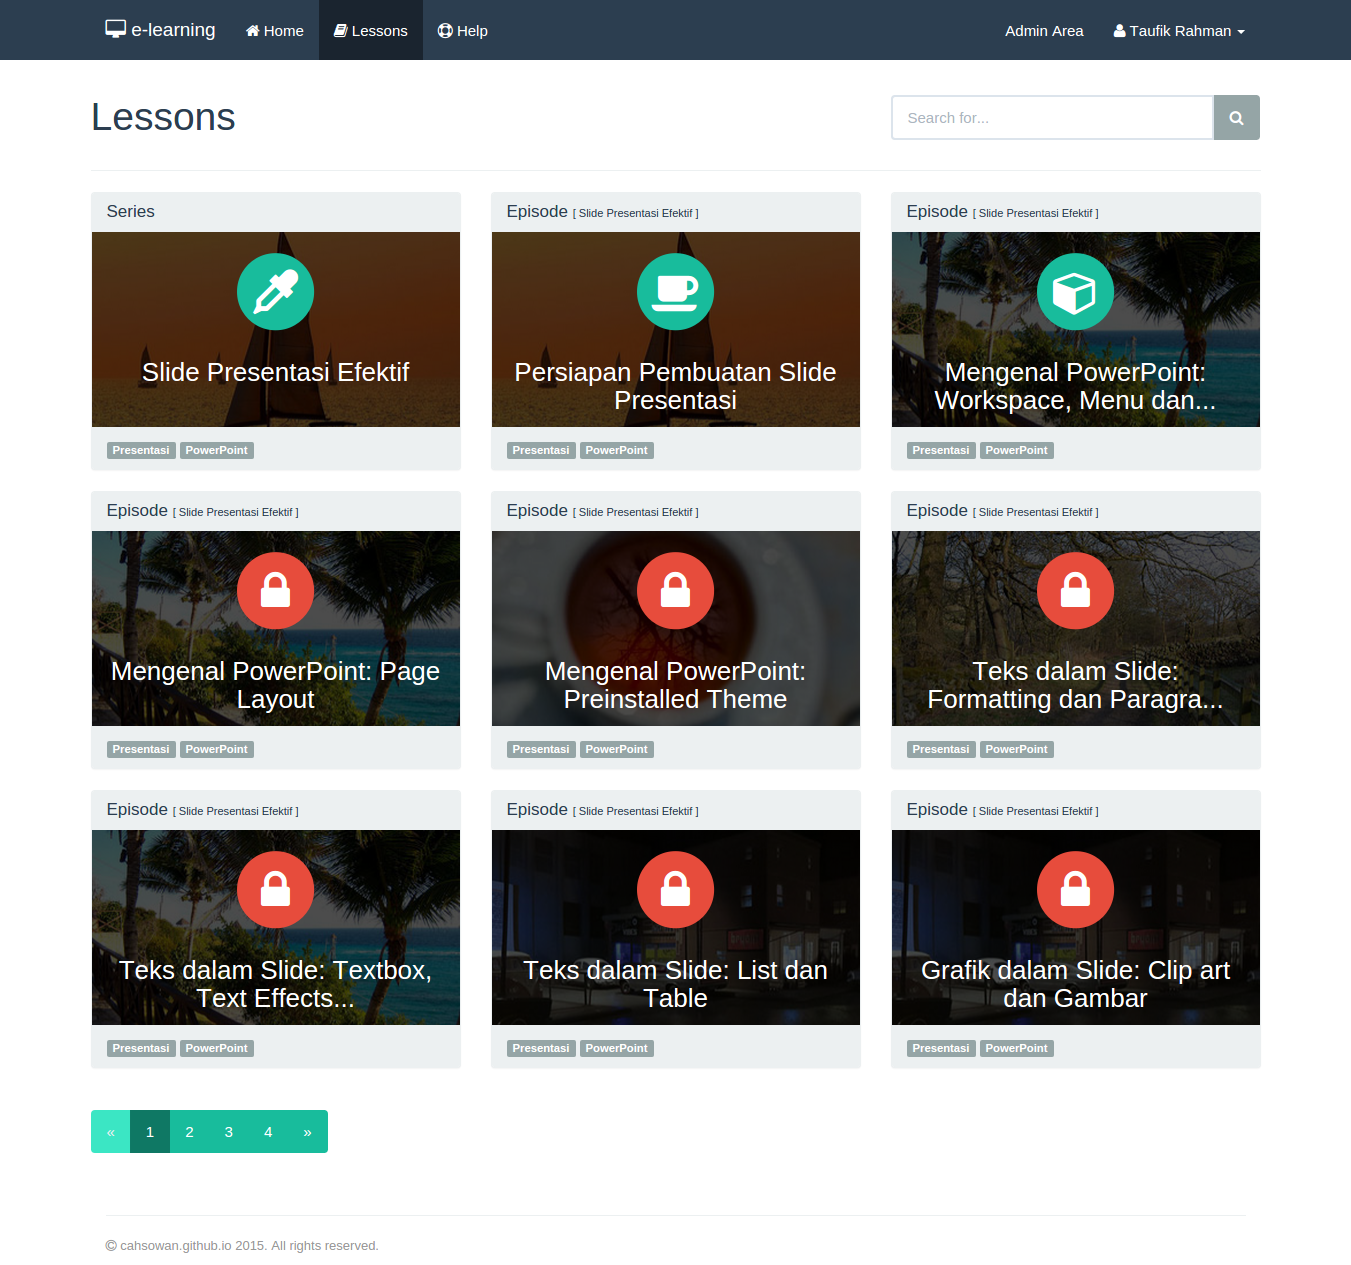 e-learning Home Lessons Help Admin Area Taufik Rahman
Lessons
Search for...
Series
Slide Presentasi Efektif
Presentasi PowerPoint
Episode [ Slide Presentasi Efektif ]
Persiapan Pembuatan Slide
Presentasi
Presentasi PowerPoint
Episode [ Slide Presentasi Efektif ]
Mengenal PowerPoint:
Workspace, Menu dan...
Presentasi PowerPoint
Episode [ Slide Presentasi Efektif ]
Mengenal PowerPoint: Page
Layout
Presentasi PowerPoint
Episode [ Slide Presentasi Efektif ]
Mengenal PowerPoint:
Preinstalled Theme
Presentasi PowerPoint
Episode [ Slide Presentasi Efektif ]
Teks dalam Slide:
Formatting dan Paragra...
Presentasi PowerPoint
Episode [ Slide Presentasi Efektif ]
Teks dalam Slide: Textbox,
Text Effects...
Presentasi PowerPoint
Episode [ Slide Presentasi Efektif ]
Teks dalam Slide: List dan
Table
Presentasi PowerPoint
Episode [ Slide Presentasi Efektif ]
Grafik dalam Slide: Clip art
dan Gambar
Presentasi PowerPoint
« 1 2 3 4 »
© cahsowan.github.io 2015. All rights reserved.